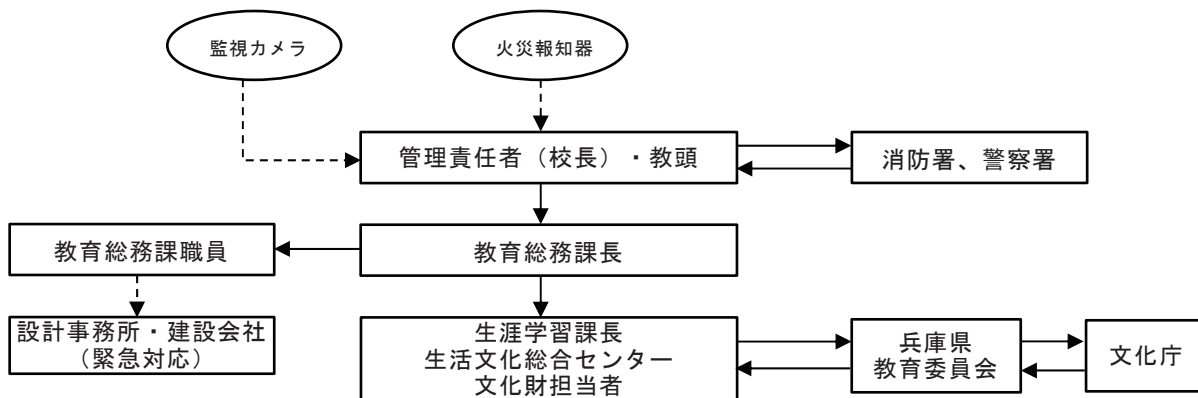 監視カメラ
火災報知器
管理責任者（校長）・教頭
消防署、警察署
教育総務課職員
教育総務課長
設計事務所・建設会社
（緊急対応）
生涯学習課長
生活文化総合センター
文化財担当者
兵庫県
教育委員会
文化庁